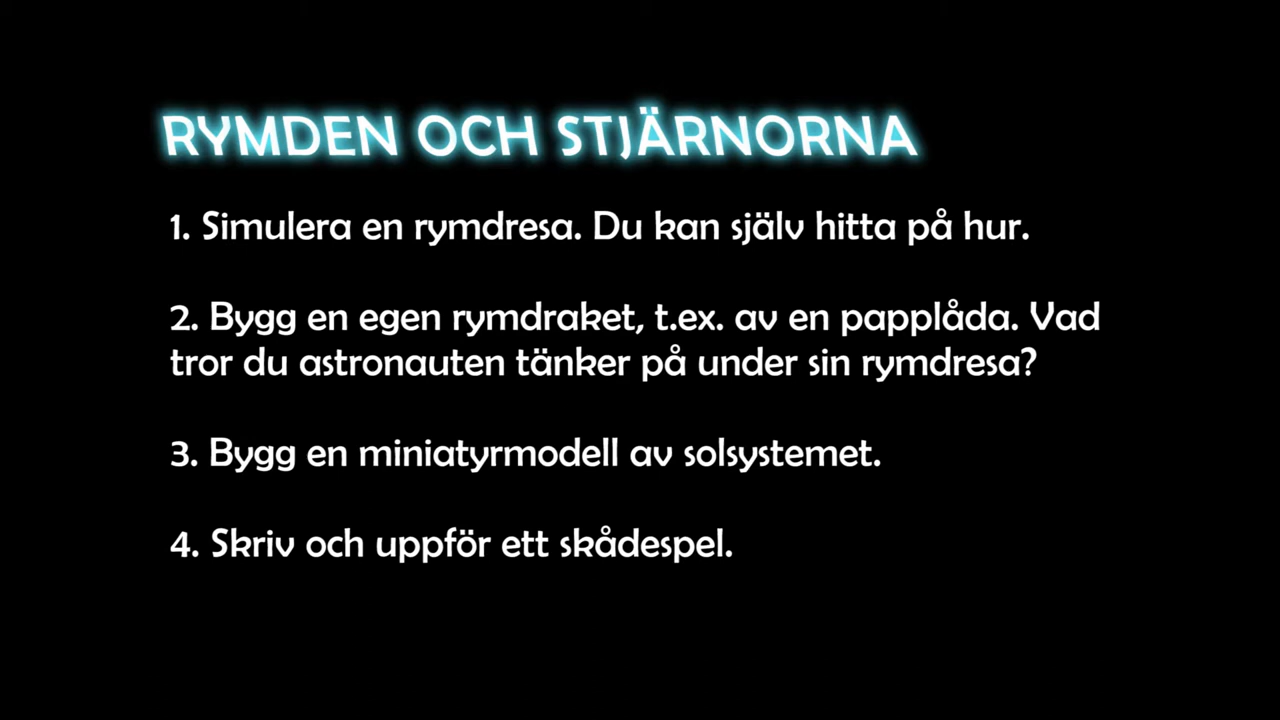 RYMDEN OCH STJÄRNORNA
1. Simulera en rymdresa. Du kan själv hitta på hur.
2. Bygg en egen rymdraket, t.ex. av en papplåda. Vad
tror du astronauten tänker på under sin rymdresa?
3. Bygg en miniatyrmodell av solsystemet.
4. Skriv och uppför ett skådespel.